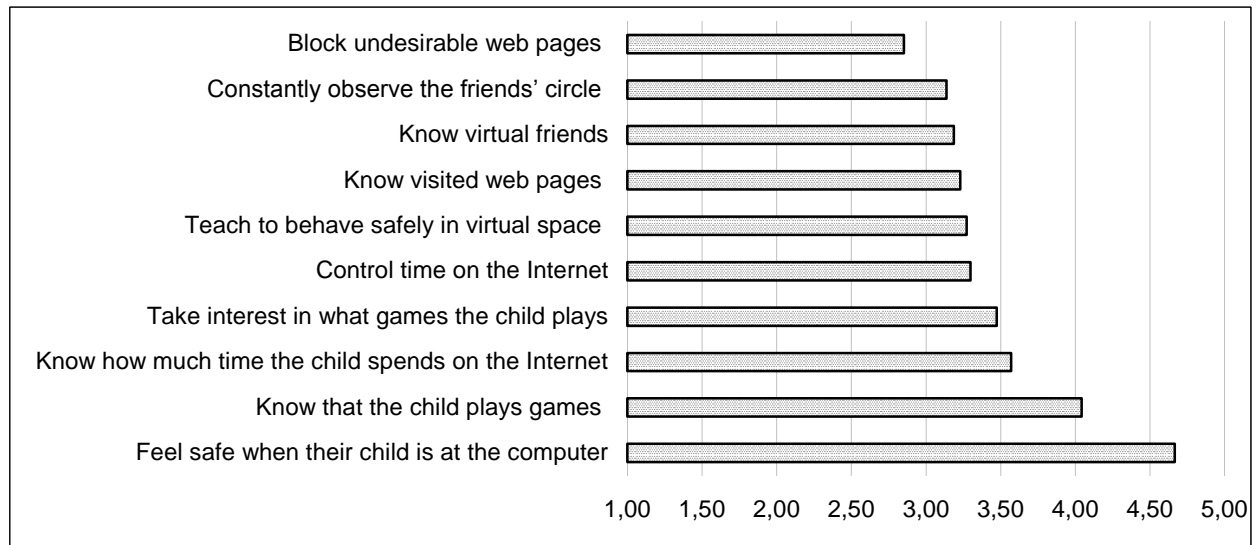 Block undesirable web pages
Constantly observe the friends’ circle
Know virtual friends
Know visited web pages
Teach to behave safely in virtual space
Control time on the Internet
Take interest in what games the child plays
Know how much time the child spends on the Internet
Know that the child plays games
Feel safe when their child is at the computer
1,00 1,50 2,00 2,50 3,00 3,50 4,00 4,50 5,00